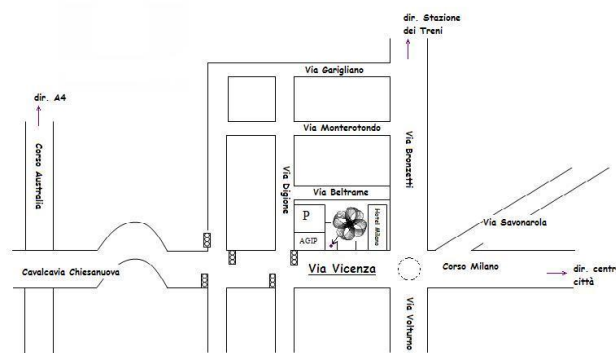 dir. Stazione
dei Treni
Via Garigliano
dir. A4
Via Monterotondo
Corso Australia
Via Bronzetti
Via Digione
Via Beltrame
P
Hotel Milano
AGIP
Via Savonarola
Cavalcavia Chiesanuova
Via Vicenza
Corso Milano
dir. centr
città
Via Volturno